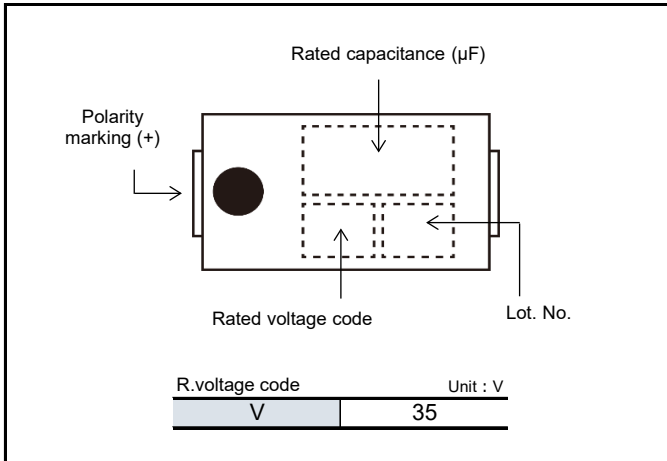 Rated capacitance (µF)
Polarity
marking (+)
Rated voltage code
Lot. No.
R.voltage code Unit : V
V 35